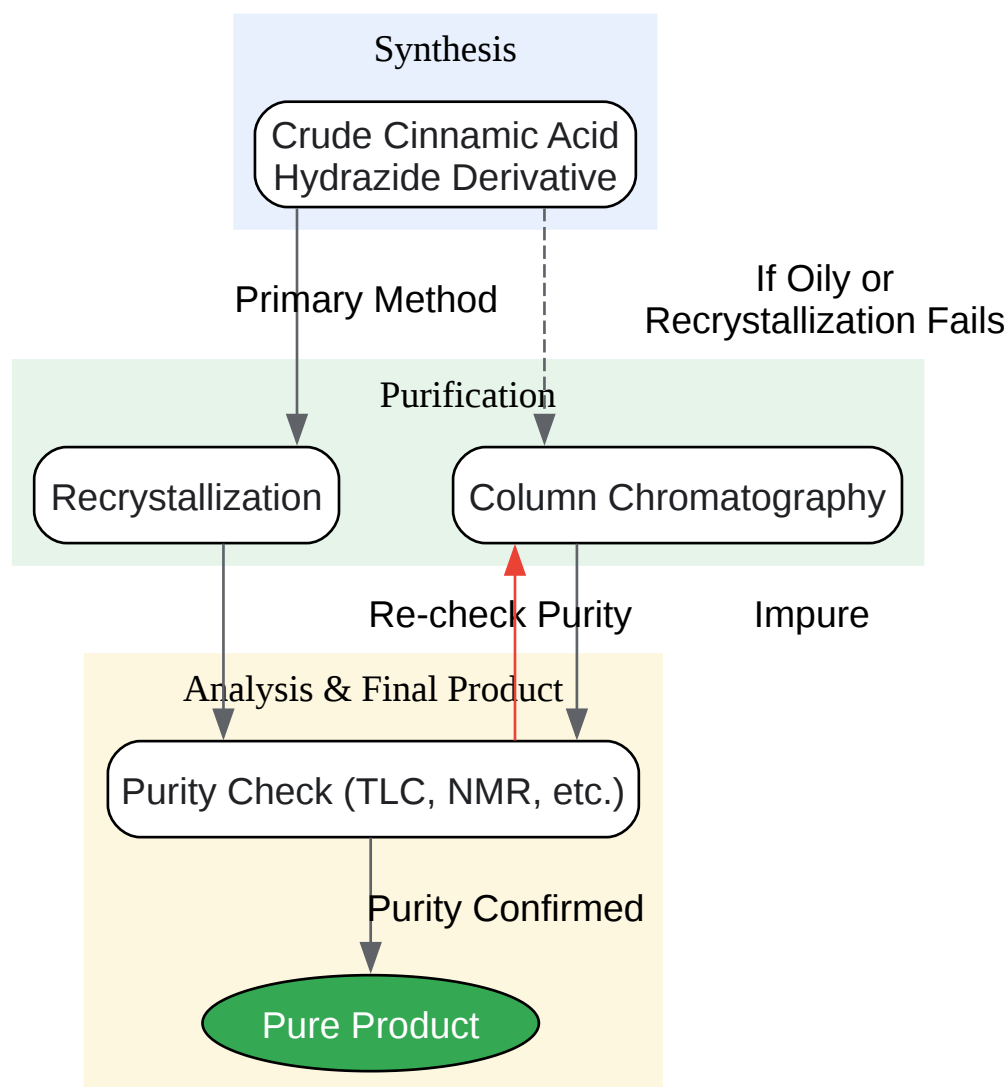 Synthesis
Crude Cinnamic Acid
Hydrazide Derivative
Primary Method
If Oily or
Recrystallization Fails
Purification
Recrystallization
Column Chromatography
Re-check Purity
Impure
Analysis & Final Product
Purity Check (TLC, NMR, etc.)
Purity Confirmed
Pure Product